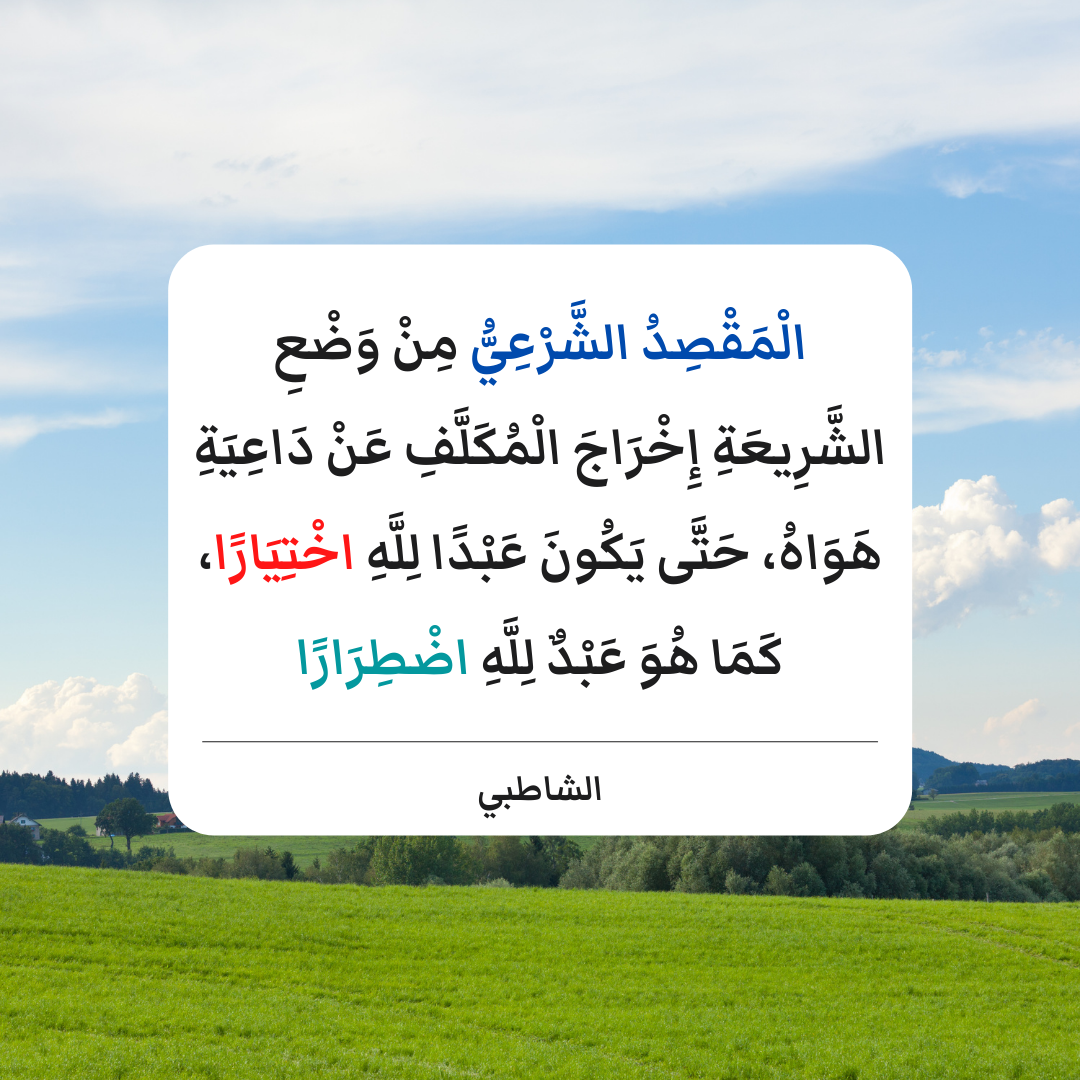 الْمَقْصِدُ الشَّرْعِيُّ مِنْ وَضْعِ
الشَّرِيعَةِ إِخْرَاجَ الْمُكَلَّفِ عَنْ دَاعِيَةِ
هَوَاهُ، حَتَّى يَكُونَ عَبْدًا لِلَّهِ اخْتِيَارًا،
كَمَا هُوَ عَبْدٌ لِلَّهِ اضْطِرَارًا
الشاطبي